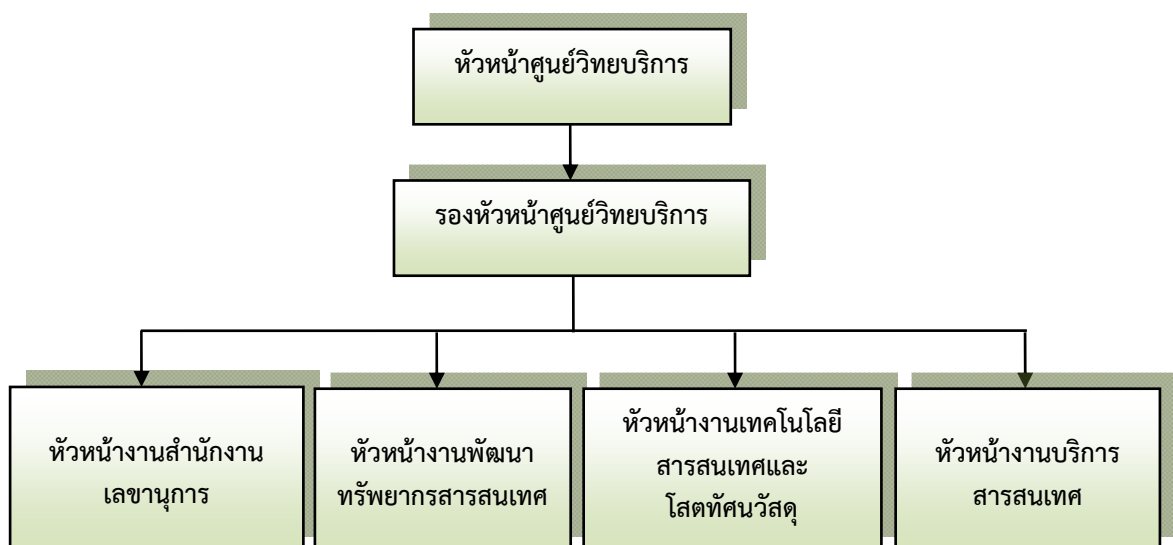 หัวหน้าศูนย์วิทยบริการ
รองหัวหน้าศูนย์วิทยบริการ
หัวหน้างานสำนักงาน
เลขานุการ
หัวหน้างานพัฒนา
ทรัพยากรสารสนเทศ
หัวหน้างานเทคโนโลยี
สารสนเทศและ
โสตทัศนวัสดุ
หัวหน้างานบริการ
สารสนเทศ